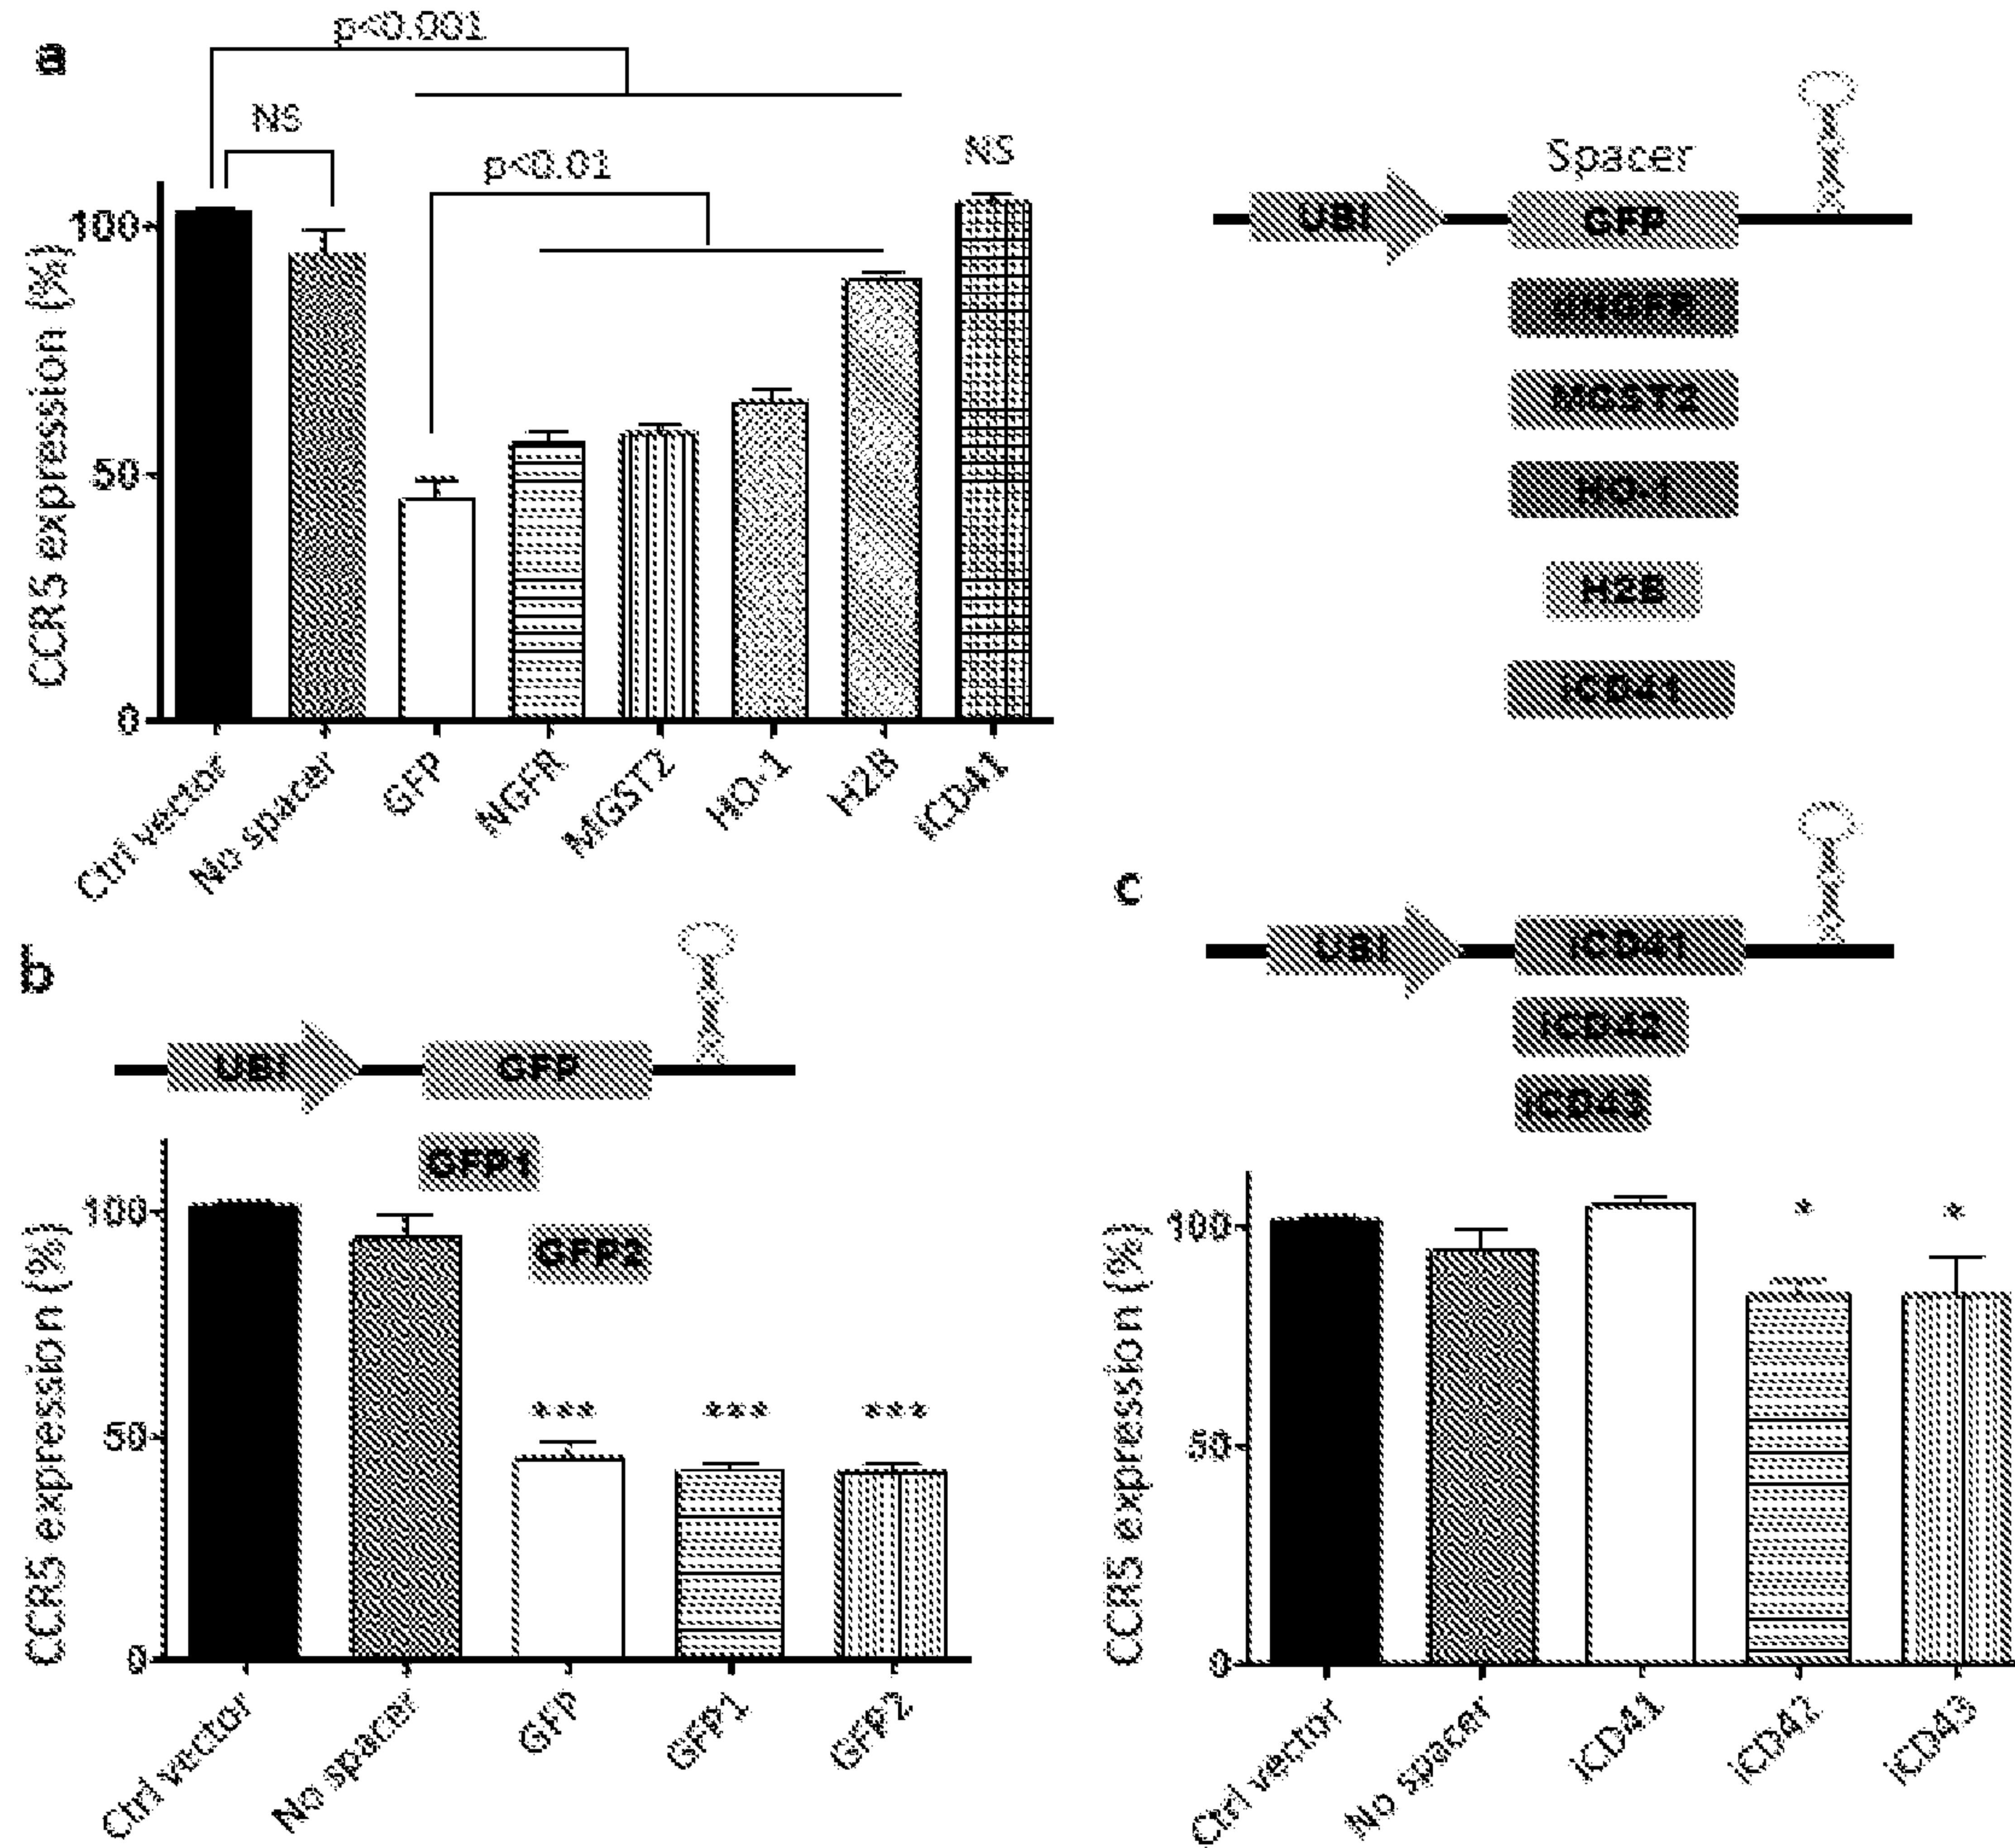 a
p<0.001
NS
p<0.01
NS
CCR5 expression (%)
100
50
0
Ctrl vector
No spacer
GFP
NGFR
MGST2
HO-1
H2B
iCD41
Spacer
UBI
GFP
dNGFR
MGST2
HO-1
H2B
iCD41
b
UBI
GFP
GFP1
GFP2
CCR5 expression (%)
100
50
0
***
***
***
Ctrl vector
No spacer
GFP
GFP1
GFP2
c
UBI
iCD41
iCD42
iCD43
CCR5 expression (%)
100
50
0
*
*
Ctrl vector
No spacer
iCD41
iCD42
iCD43